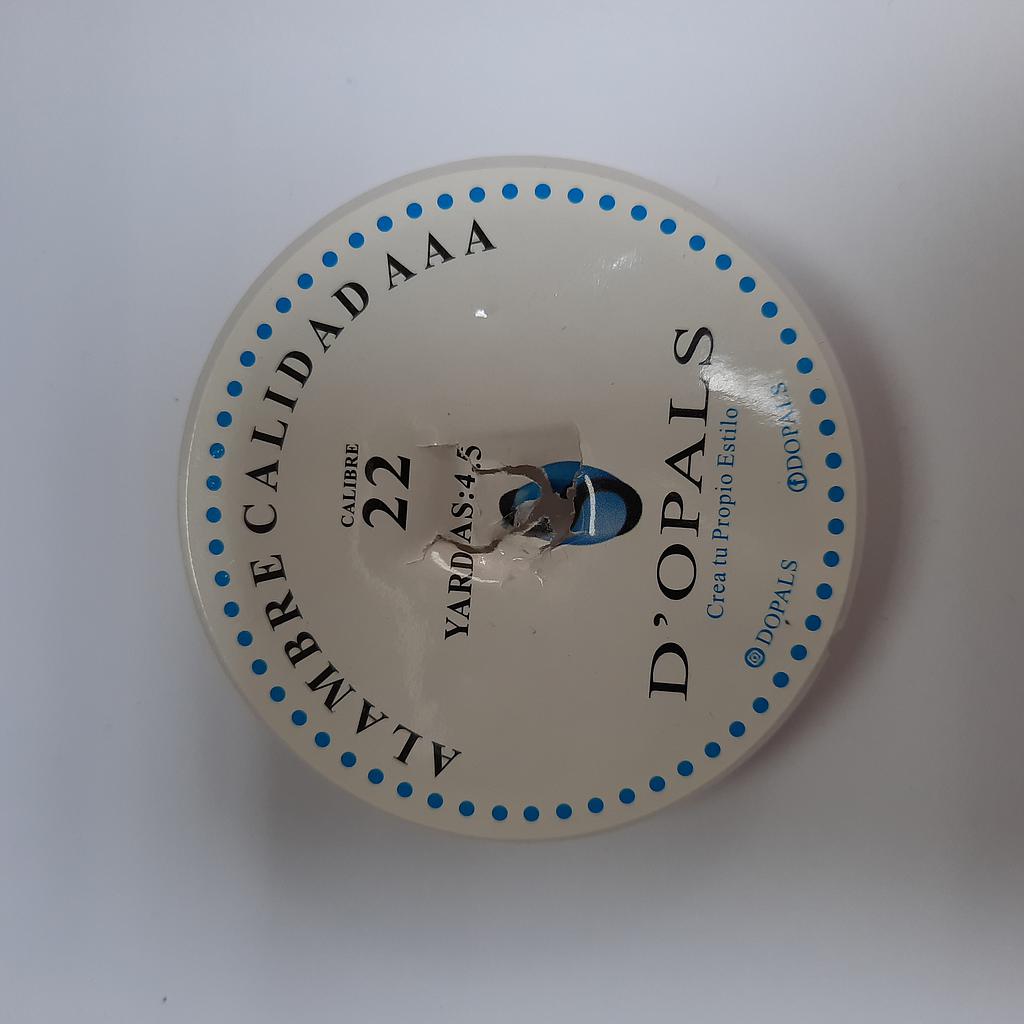 ALAMBRE CALIDAD AAA
CALIBRE
22
YARDAS:4.5
D'OPALS
Crea tu Propio Estilo
DOPALS
DOPALS